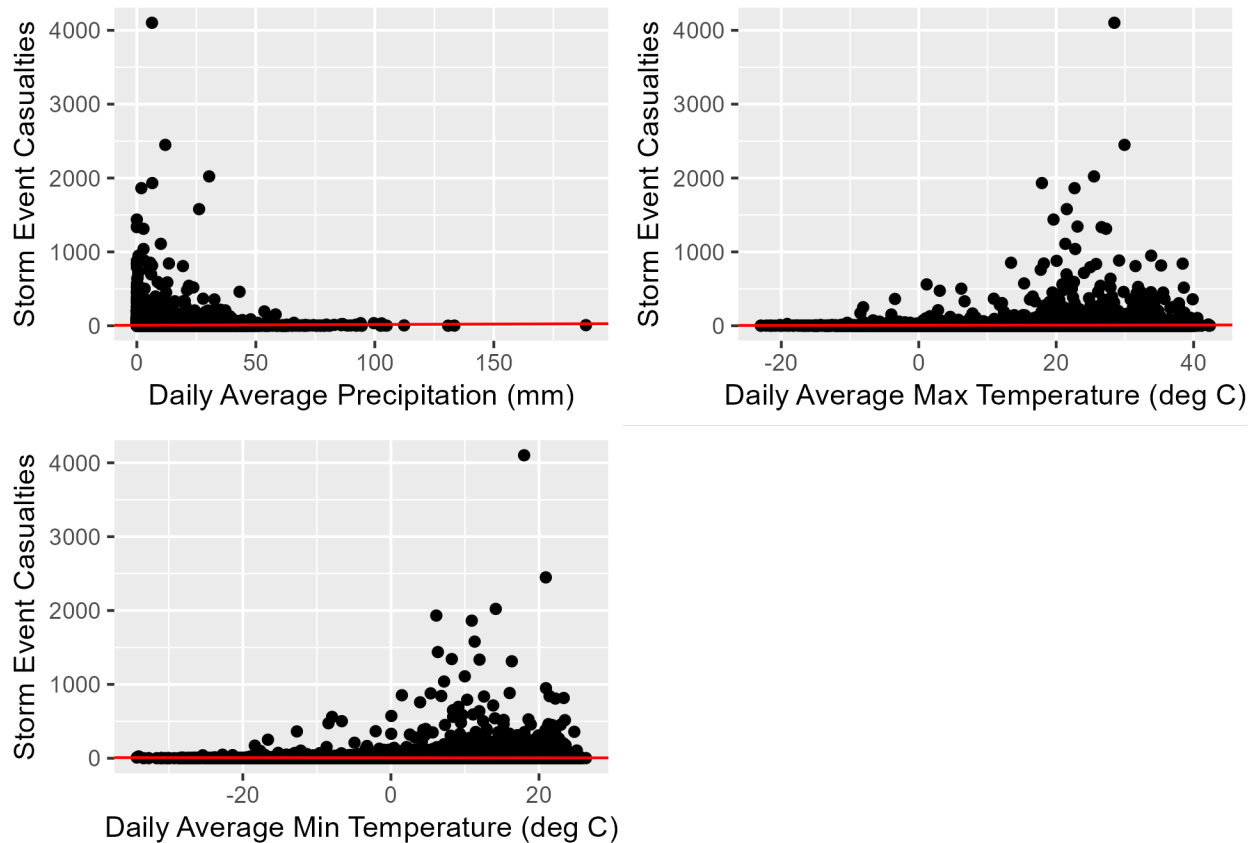 Storm Event Casualties
4000
3000
2000
1000
0
0 50 100 150
Daily Average Precipitation (mm)
Storm Event Casualties
4000
3000
2000
1000
0
-20 0 20 40
Daily Average Max Temperature (deg C)
Storm Event Casualties
4000
3000
2000
1000
0
-20 0 20
Daily Average Min Temperature (deg C)